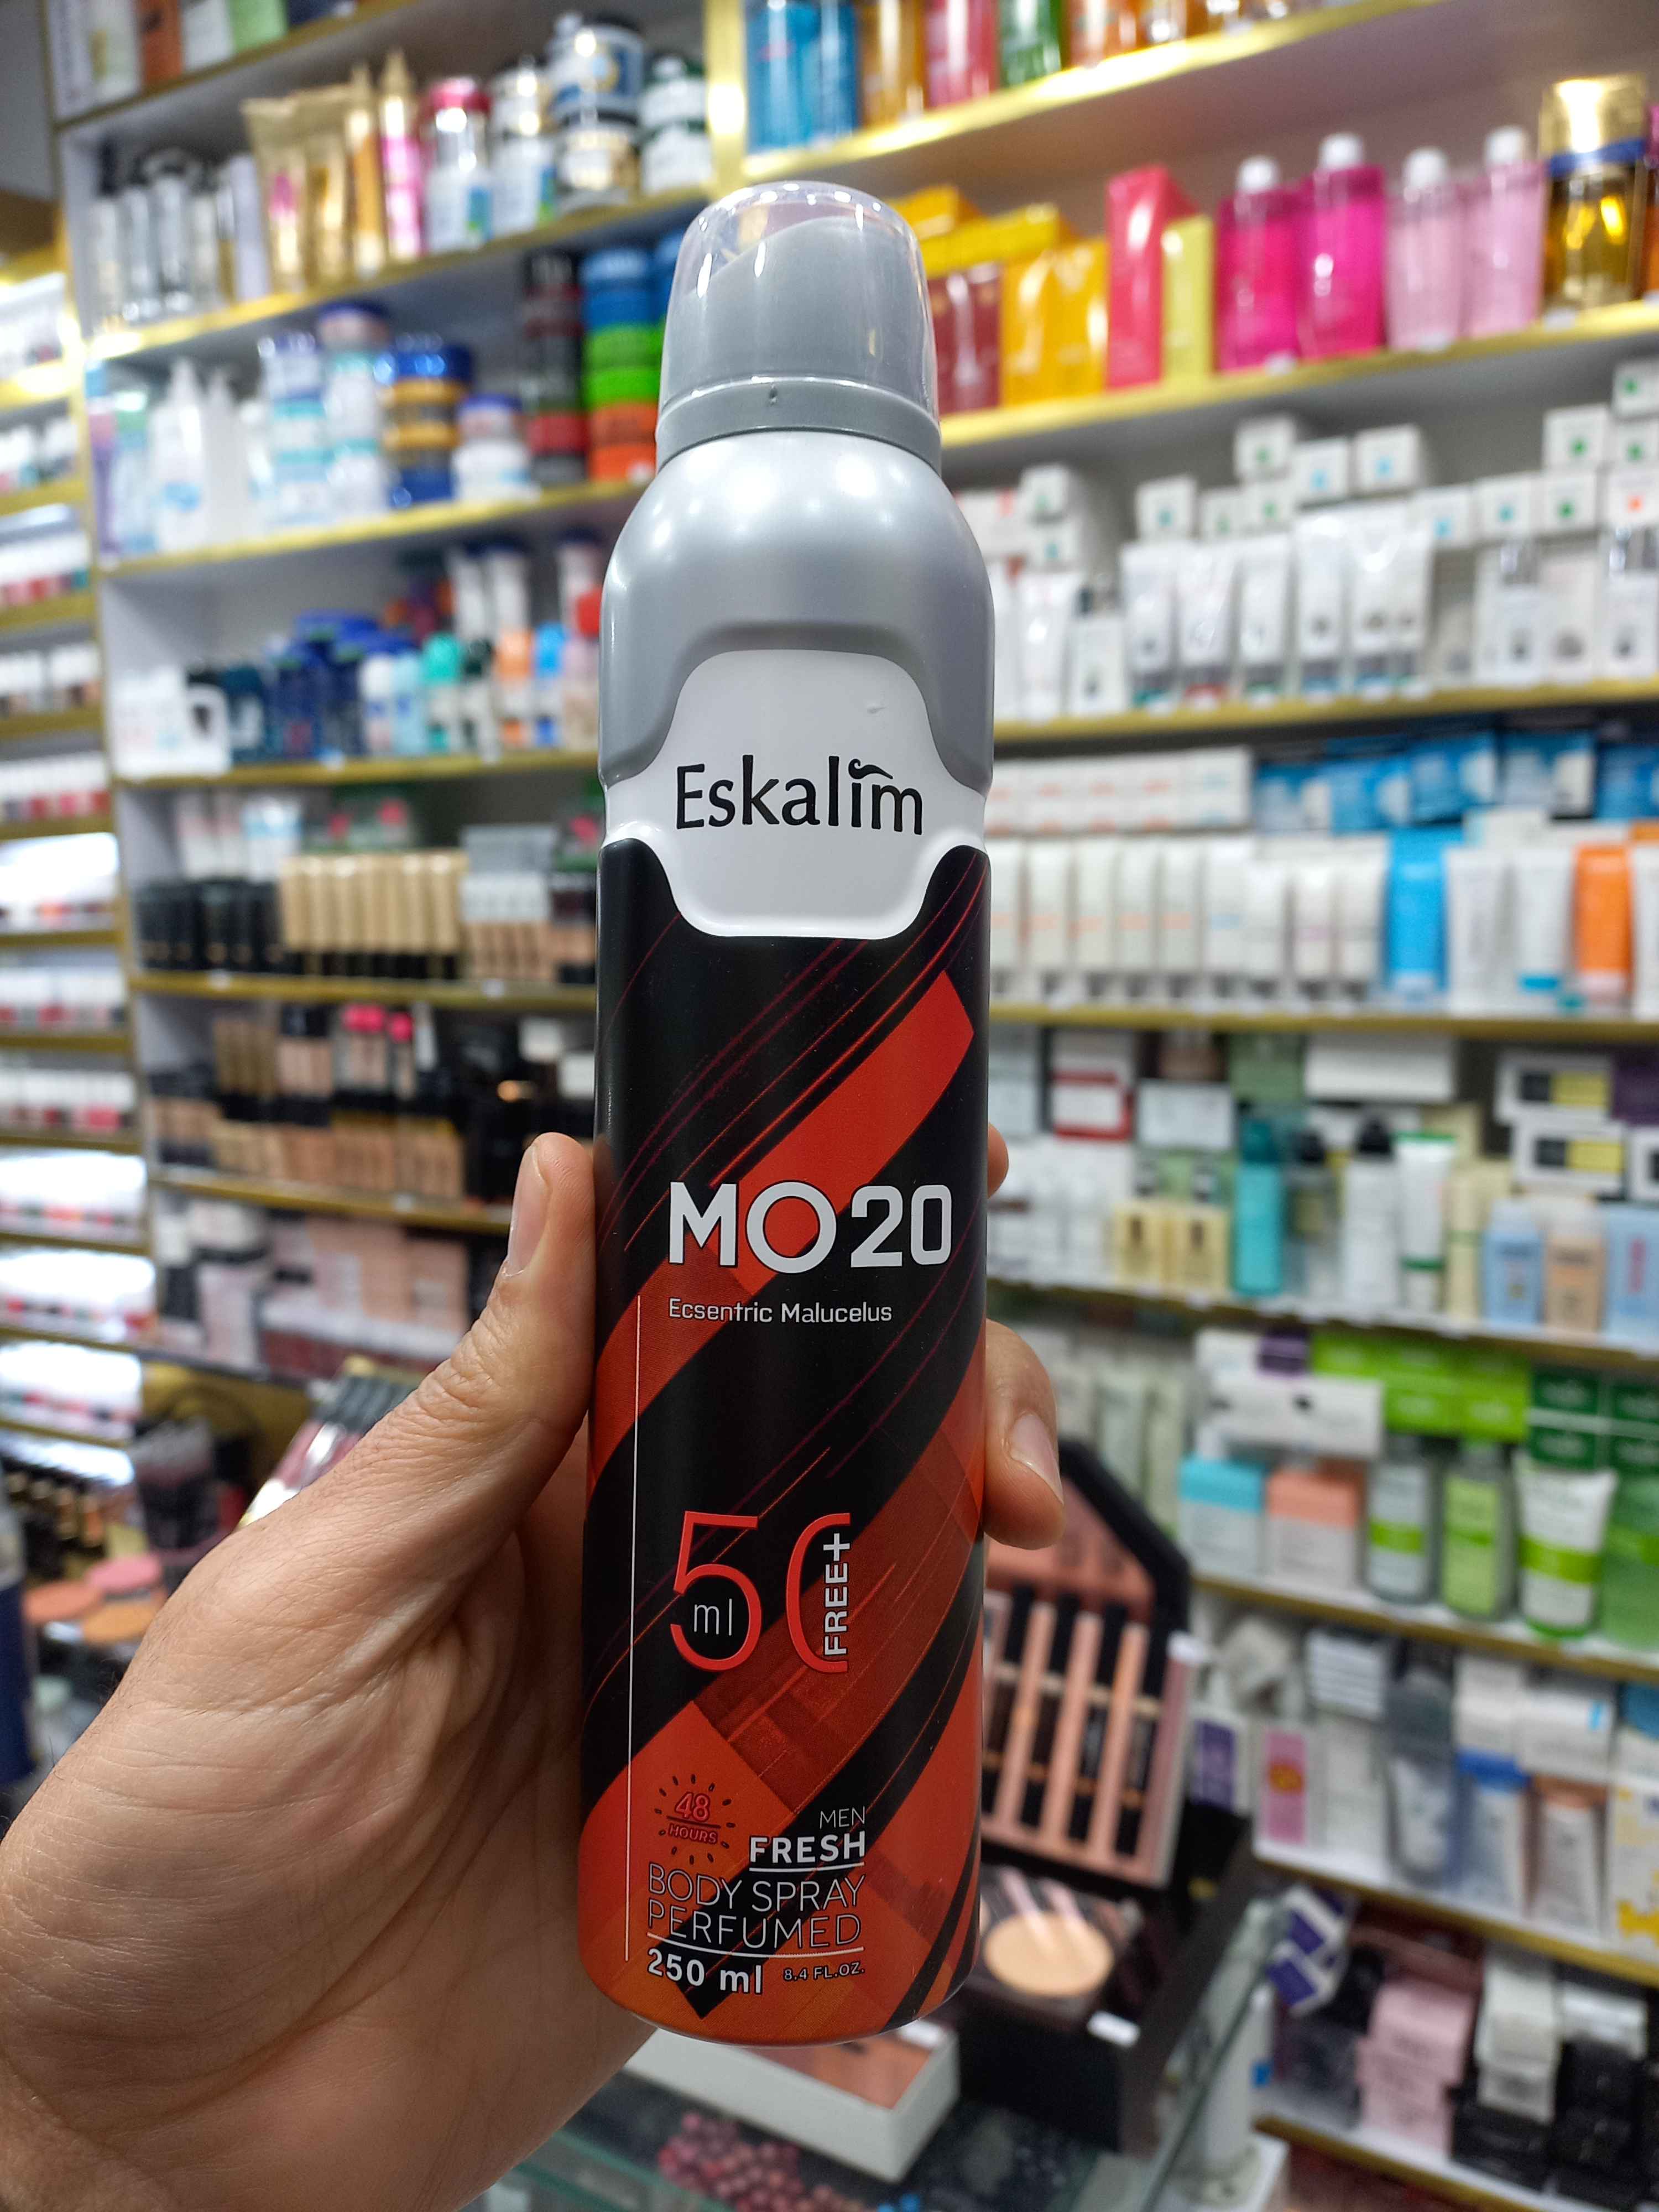 Eskalim
MO20
Ecsentric Malucelus
50
ml
FREE+
48
HOURS
MEN
FRESH
BODY SPRAY
PERFUMED
250 ml 8.4 FL.OZ.